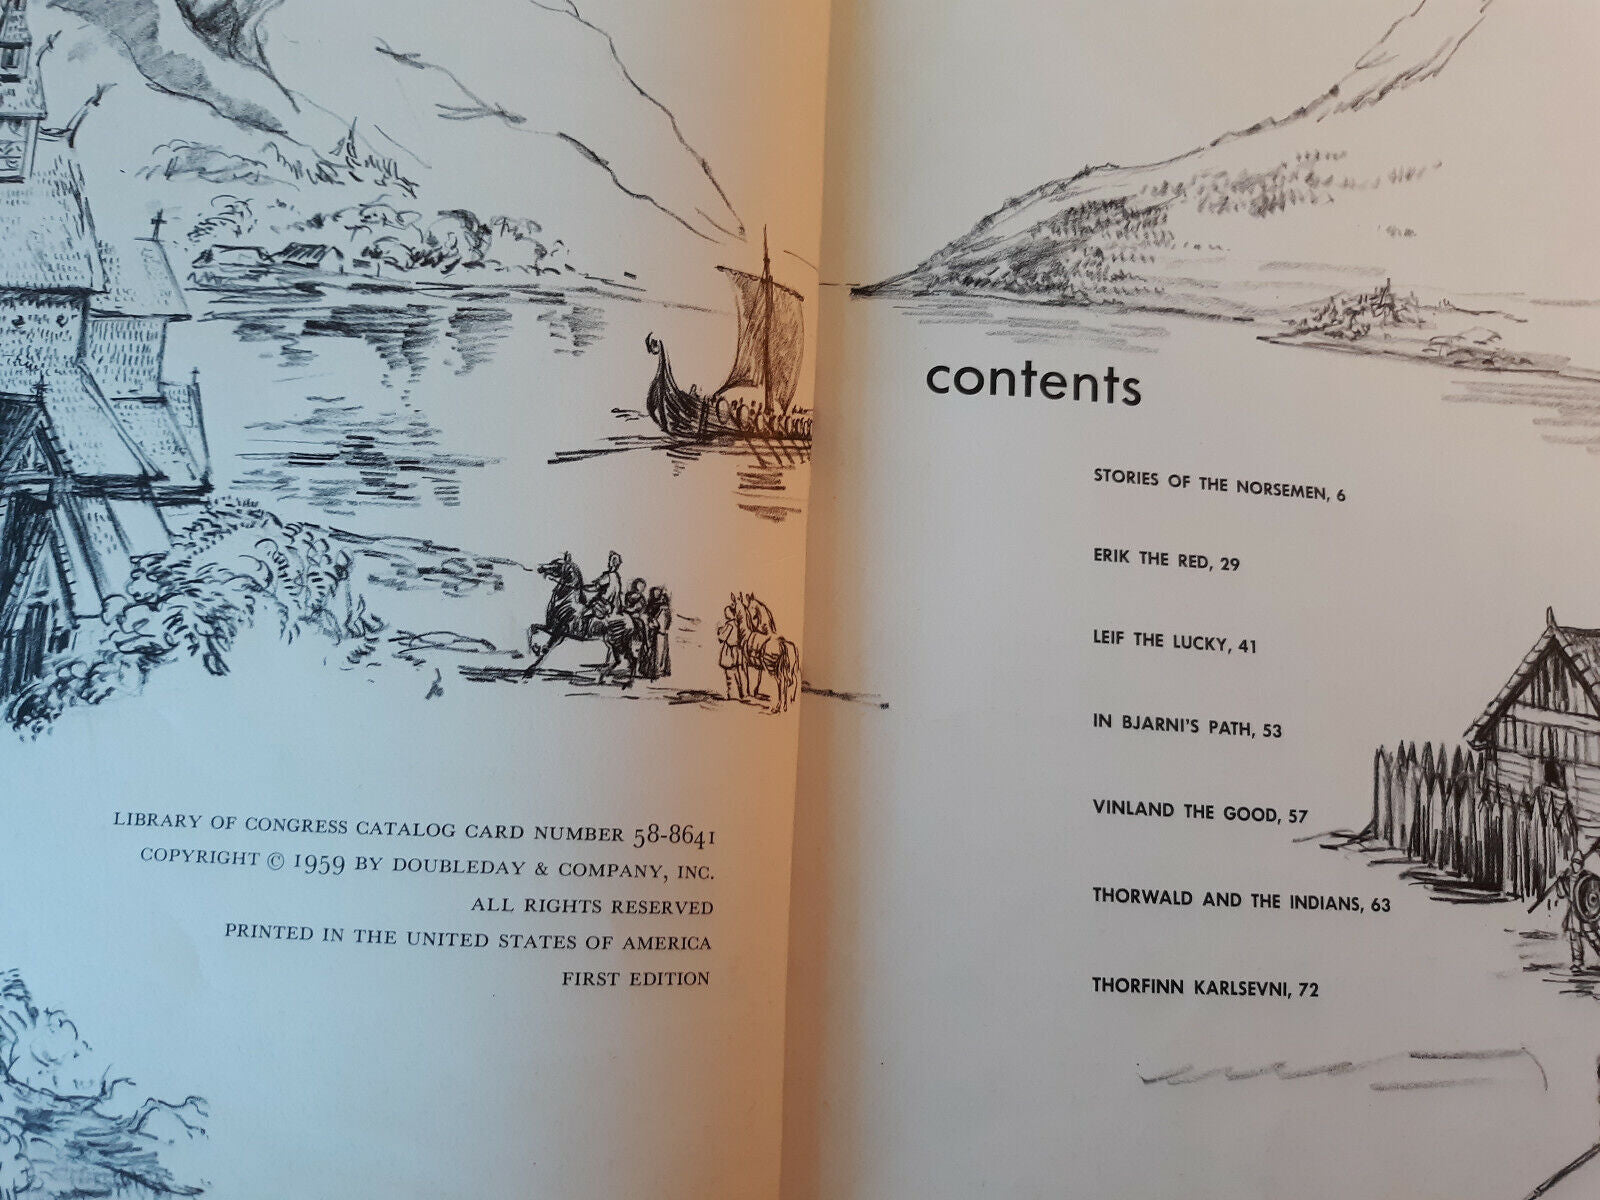 LIBRARY OF CONGRESS CATALOG CARD NUMBER 58-8641
COPYRIGHT © 1959 BY DOUBLEDAY & COMPANY, INC.
ALL RIGHTS RESERVED
PRINTED IN THE UNITED STATES OF AMERICA
FIRST EDITION
contents
STORIES OF THE NORSEMEN, 6
ERIK THE RED, 29
LEIF THE LUCKY, 41
IN BJARNI'S PATH, 53
VINLAND THE GOOD, 57
THORWALD AND THE INDIANS, 63
THORFINN KARLSEVNI, 72